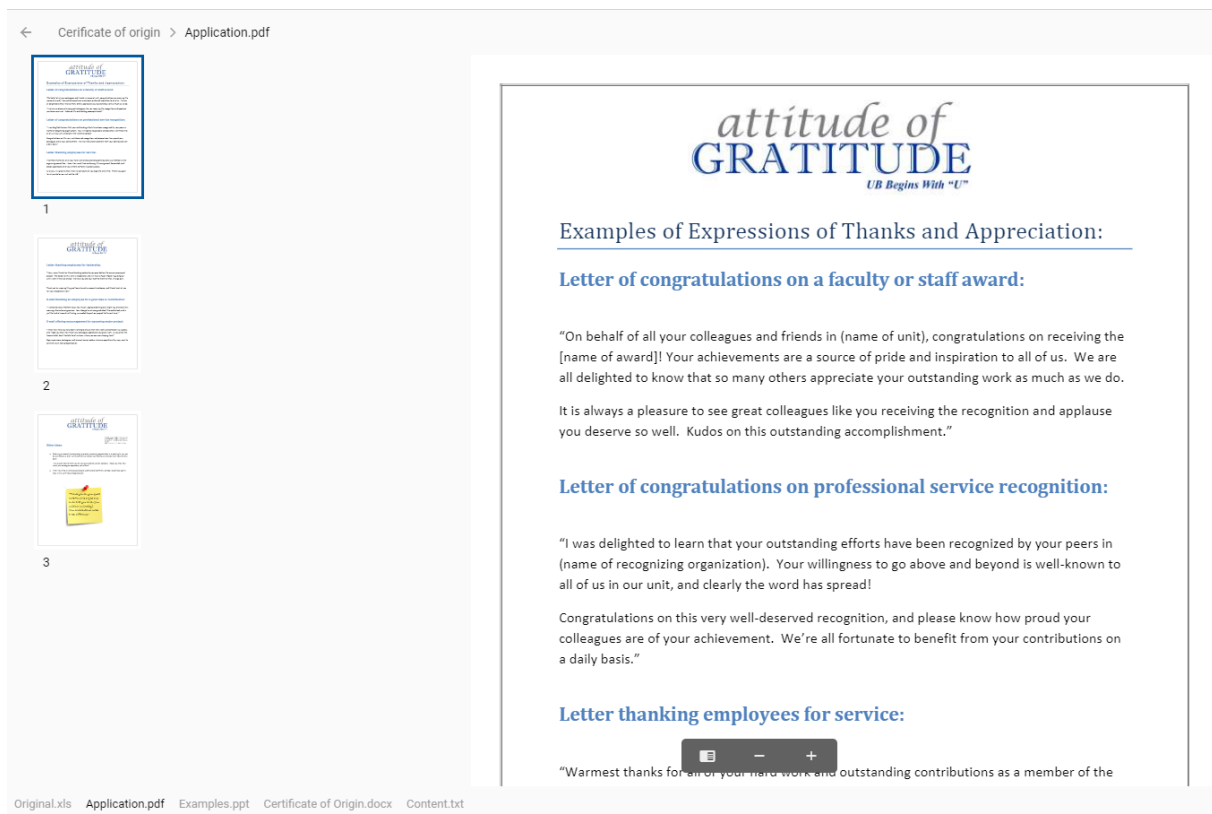 Cerificate of origin > Application.pdf
attitude of
GRATITUDE
UB Begins With “U”
Examples of Expressions of Thanks and Appreciation:
Letter of congratulations on a faculty or staff award:
“On behalf of all your colleagues and friends in (name of unit), congratulations on receiving the
[name of award]! Your achievements are a source of pride and inspiration to all of us.  We are
all delighted to know that so many others appreciate your outstanding work as much as we do.
It is always a pleasure to see great colleagues like you receiving the recognition and applause
you deserve so well.  Kudos on this outstanding accomplishment.”
Letter of congratulations on professional service recognition:
“I was delighted to learn that your outstanding efforts have been recognized by your peers in
(name of recognizing organization).  Your willingness to go above and beyond is well-known to
all of us in our unit, and clearly the word has spread!
Congratulations on this very well-deserved recognition, and please know how proud your
colleagues are of your achievement.  We’re all fortunate to benefit from your contributions on
a daily basis.”
Letter thanking employees for service:
“Warmest thanks for all of your hard work and outstanding contributions as a member of the
1
2
3
Original.xls Application.pdf Examples.ppt Certificate of Origin.docx Content.txt